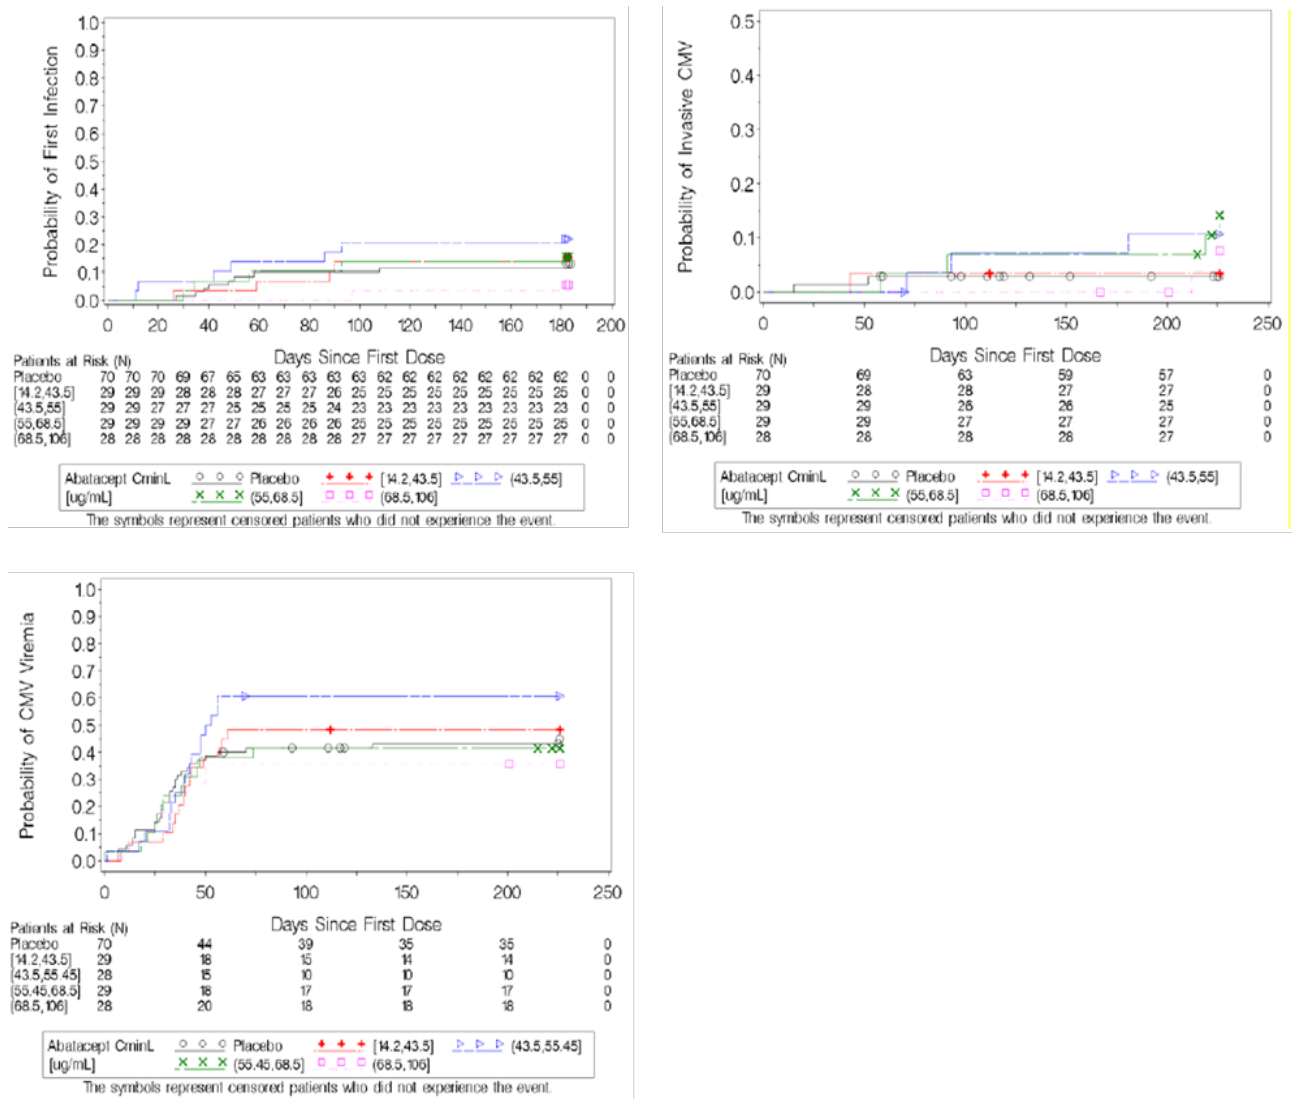 Probability of First Infection
1.0
0.9
0.8
0.7
0.6
0.5
0.4
0.3
0.2
0.1
0.0
0 20 40 60 80 100 120 140 160 180 200
Days Since First Dose
Patients at Risk (N)
Placebo 70 70 70 69 67 65 63 63 63 63 63 62 62 62 62 62 62 62 62 0 0
[14.2,43.5] 29 29 29 28 28 28 27 27 27 26 25 25 25 25 25 25 25 25 25 0 0
(43.5,55] 29 29 27 27 27 25 25 25 25 24 23 23 23 23 23 23 23 23 23 0 0
(55,68.5] 29 29 29 29 27 27 26 26 26 26 25 25 25 25 25 25 25 25 25 0 0
(68.5,106] 28 28 28 28 28 28 28 28 28 28 27 27 27 27 27 27 27 27 27 0 0
Abatacept CminL Placebo [14.2,43.5] (43.5,55]
[ug/mL] (55,68.5] (68.5,106]
The symbols represent censored patients who did not experience the event.
Probability of Invasive CMV
0.5
0.4
0.3
0.2
0.1
0.0
0 50 100 150 200 250
Days Since First Dose
Patients at Risk (N)
Placebo 70 69 63 59 57 0
[14.2,43.5] 29 28 28 27 27 0
(43.5,55] 29 29 26 26 25 0
(55,68.5] 29 29 27 27 27 0
(68.5,106] 28 28 28 28 27 0
Abatacept CminL Placebo [14.2,43.5] (43.5,55]
[ug/mL] (55,68.5] (68.5,106]
The symbols represent censored patients who did not experience the event.
Probability of CMV Viremia
1.0
0.9
0.8
0.7
0.6
0.5
0.4
0.3
0.2
0.1
0.0
0 50 100 150 200 250
Days Since First Dose
Patients at Risk (N)
Placebo 70 44 39 35 35 0
[14.2,43.5] 29 18 15 14 14 0
(43.5,55.45] 28 15 10 10 10 0
(55.45,68.5] 29 18 17 17 17 0
(68.5,106] 28 20 18 18 18 0
Abatacept CminL Placebo [14.2,43.5] (43.5,55.45]
[ug/mL] (55.45,68.5] (68.5,106]
The symbols represent censored patients who did not experience the event.